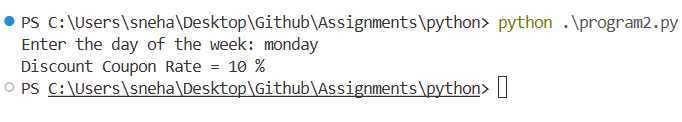 PS C:\Users\sneha\Desktop\Github\Assignments\python> python .\program2.py
Enter the day of the week: monday
Discount Coupon Rate = 10 %
PS C:\Users\sneha\Desktop\Github\Assignments\python>